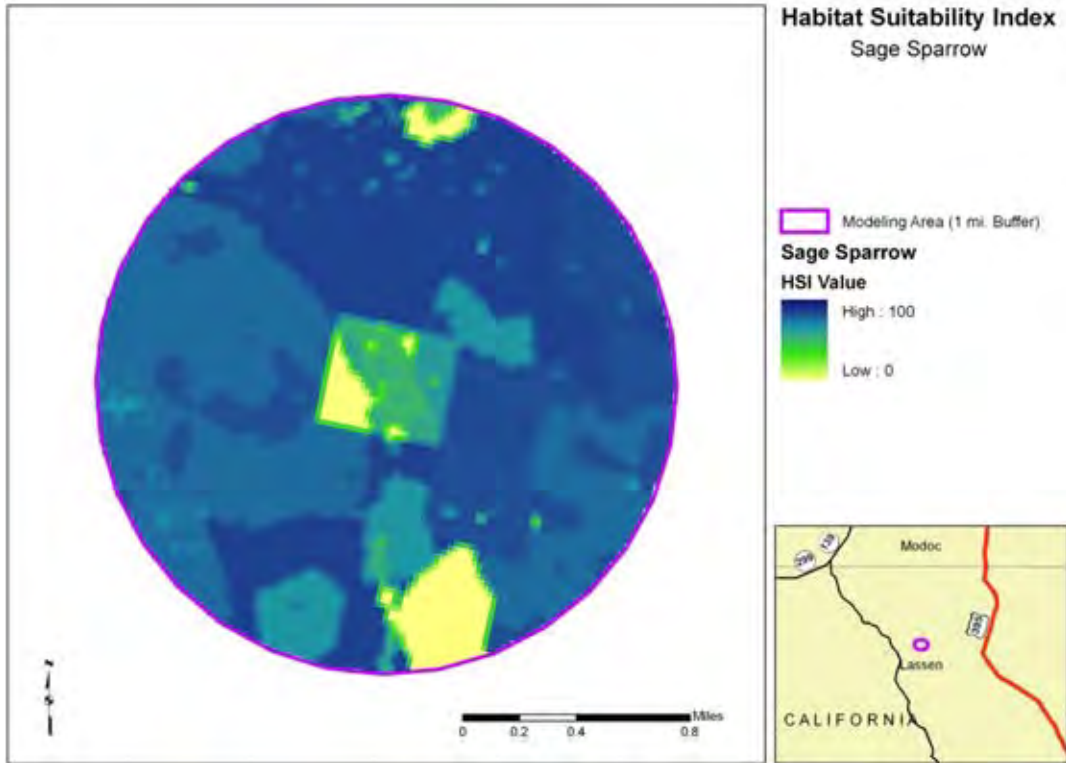 Habitat Suitability Index
Sage Sparrow
Modeling Area (1 mi. Buffer)
Sage Sparrow
HSI Value
High : 100
Low : 0
Miles
0 0.2 0.4 0.8
299
139
Modoc
395
Lassen
CALIFORNIA